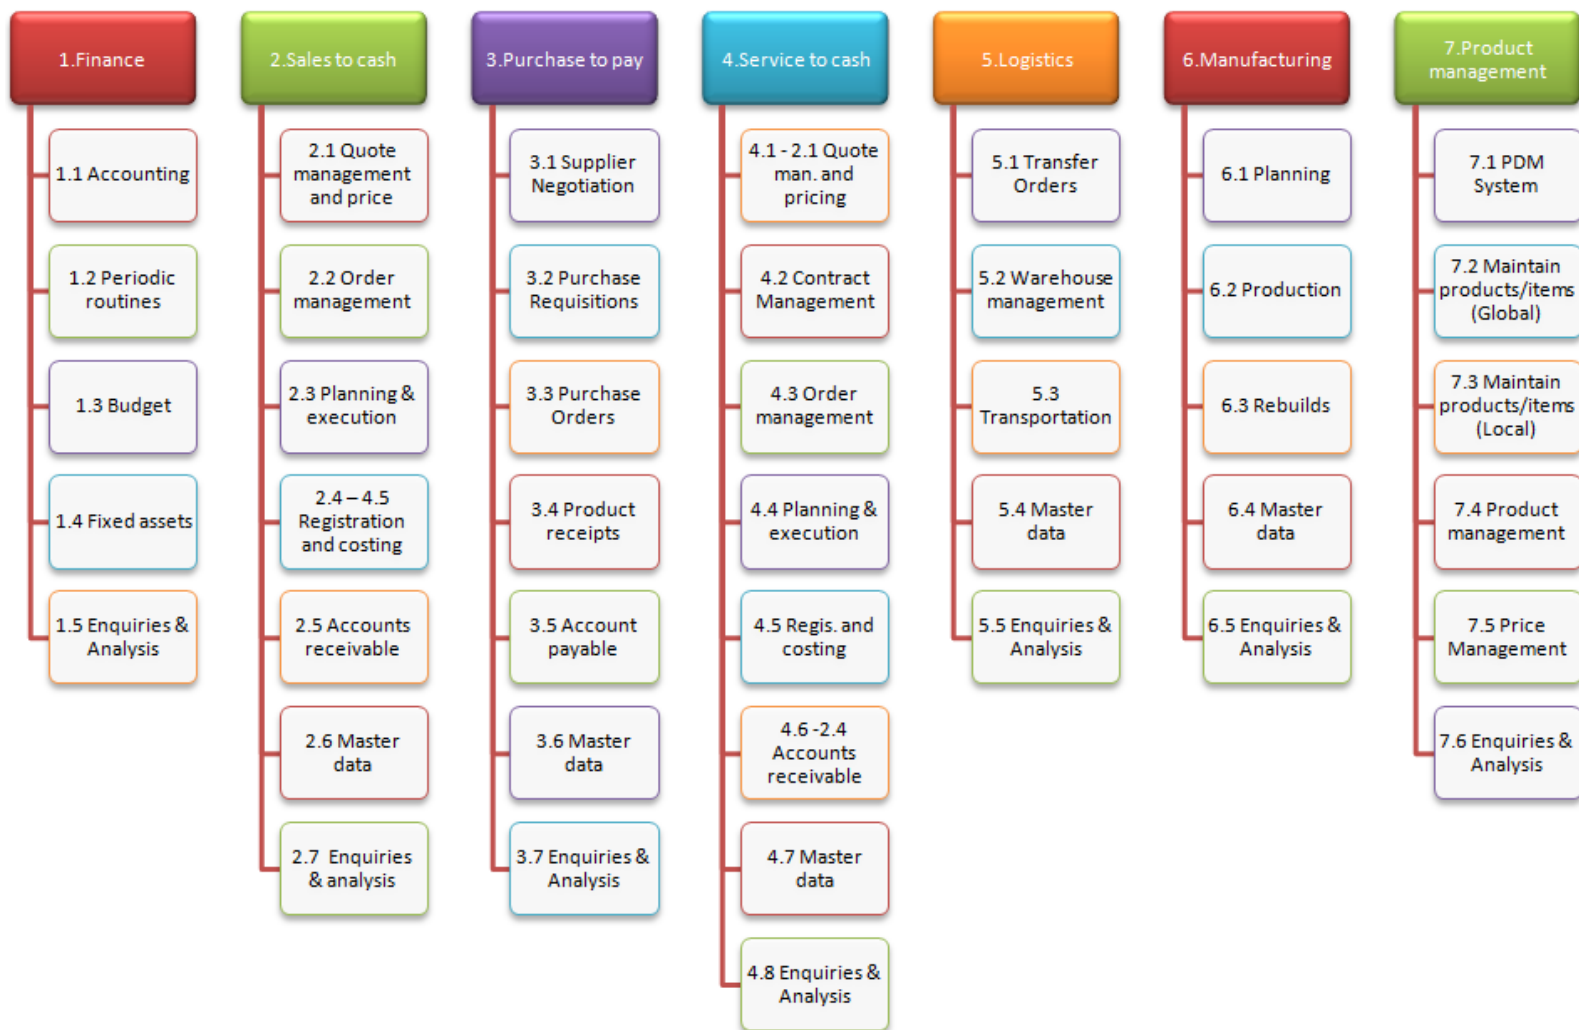 1.Finance
1.1 Accounting
1.2 Periodic
routines
1.3 Budget
1.4 Fixed assets
1.5 Enquiries &
Analysis
2.Sales to cash
2.1 Quote
management
and price
2.2 Order
management
2.3 Planning &
execution
2.4 – 4.5
Registration
and costing
2.5 Accounts
receivable
2.6 Master
data
2.7  Enquiries
& analysis
3.Purchase to pay
3.1 Supplier
Negotiation
3.2 Purchase
Requisitions
3.3 Purchase
Orders
3.4 Product
receipts
3.5 Account
payable
3.6 Master
data
3.7 Enquiries &
Analysis
4.Service to cash
4.1 - 2.1 Quote
man. and
pricing
4.2 Contract
Management
4.3 Order
management
4.4 Planning &
execution
4.5 Regis. and
costing
4.6 -2.4
Accounts
receivable
4.7 Master
data
4.8 Enquiries &
Analysis
5.Logistics
5.1 Transfer
Orders
5.2 Warehouse
management
5.3
Transportation
5.4 Master
data
5.5 Enquiries &
Analysis
6.Manufacturing
6.1 Planning
6.2 Production
6.3 Rebuilds
6.4 Master
data
6.5 Enquiries &
Analysis
7.Product
management
7.1 PDM
System
7.2 Maintain
products/items
(Global)
7.3 Maintain
products/items
(Local)
7.4 Product
management
7.5 Price
Management
7.6 Enquiries &
Analysis